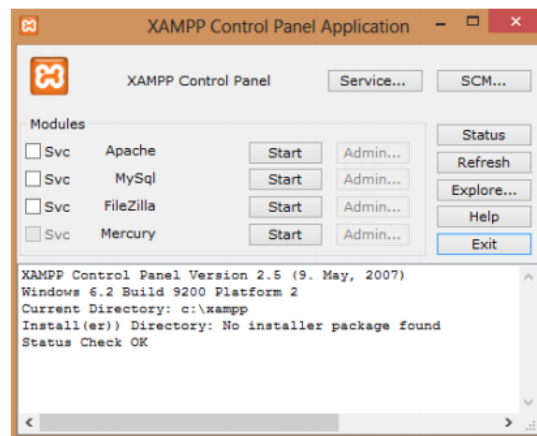 XAMPP Control Panel Application
XAMPP Control Panel Service... SCM...
Modules
Svc Apache Start Admin...
Svc MySql Start Admin...
Svc FileZilla Start Admin...
Svc Mercury Start Admin...
Status
Refresh
Explore...
Help
Exit
XAMPP Control Panel Version 2.5 (9. May, 2007)
Windows 6.2 Build 9200 Platform 2
Current Directory: c:\xampp
Install(er)) Directory: No installer package found
Status Check OK